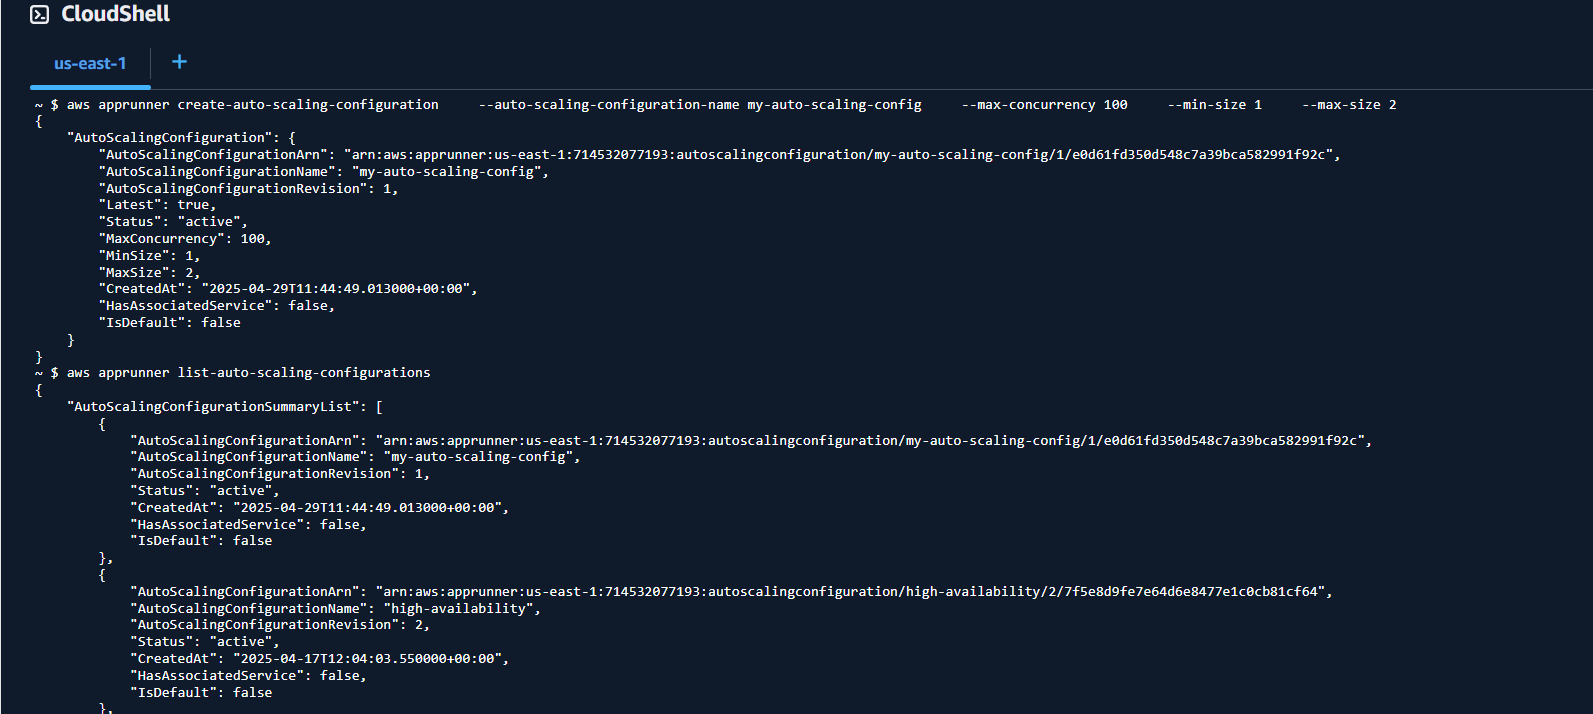 CloudShell
us-east-1 +
~ $ aws apprunner create-auto-scaling-configuration     --auto-scaling-configuration-name my-auto-scaling-config     --max-concurrency 100     --min-size 1     --max-size 2
{
    "AutoScalingConfiguration": {
        "AutoScalingConfigurationArn": "arn:aws:apprunner:us-east-1:714532077193:autoscalingconfiguration/my-auto-scaling-config/1/e0d61fd350d548c7a39bca582991f92c",
        "AutoScalingConfigurationName": "my-auto-scaling-config",
        "AutoScalingConfigurationRevision": 1,
        "Latest": true,
        "Status": "active",
        "MaxConcurrency": 100,
        "MinSize": 1,
        "MaxSize": 2,
        "CreatedAt": "2025-04-29T11:44:49.013000+00:00",
        "HasAssociatedService": false,
        "IsDefault": false
    }
}
~ $ aws apprunner list-auto-scaling-configurations
{
    "AutoScalingConfigurationSummaryList": [
        {
            "AutoScalingConfigurationArn": "arn:aws:apprunner:us-east-1:714532077193:autoscalingconfiguration/my-auto-scaling-config/1/e0d61fd350d548c7a39bca582991f92c",
            "AutoScalingConfigurationName": "my-auto-scaling-config",
            "AutoScalingConfigurationRevision": 1,
            "Status": "active",
            "CreatedAt": "2025-04-29T11:44:49.013000+00:00",
            "HasAssociatedService": false,
            "IsDefault": false
        },
        {
            "AutoScalingConfigurationArn": "arn:aws:apprunner:us-east-1:714532077193:autoscalingconfiguration/high-availability/2/7f5e8d9fe7e64d6e8477e1c0cb81cf64",
            "AutoScalingConfigurationName": "high-availability",
            "AutoScalingConfigurationRevision": 2,
            "Status": "active",
            "CreatedAt": "2025-04-17T12:04:03.550000+00:00",
            "HasAssociatedService": false,
            "IsDefault": false
        },